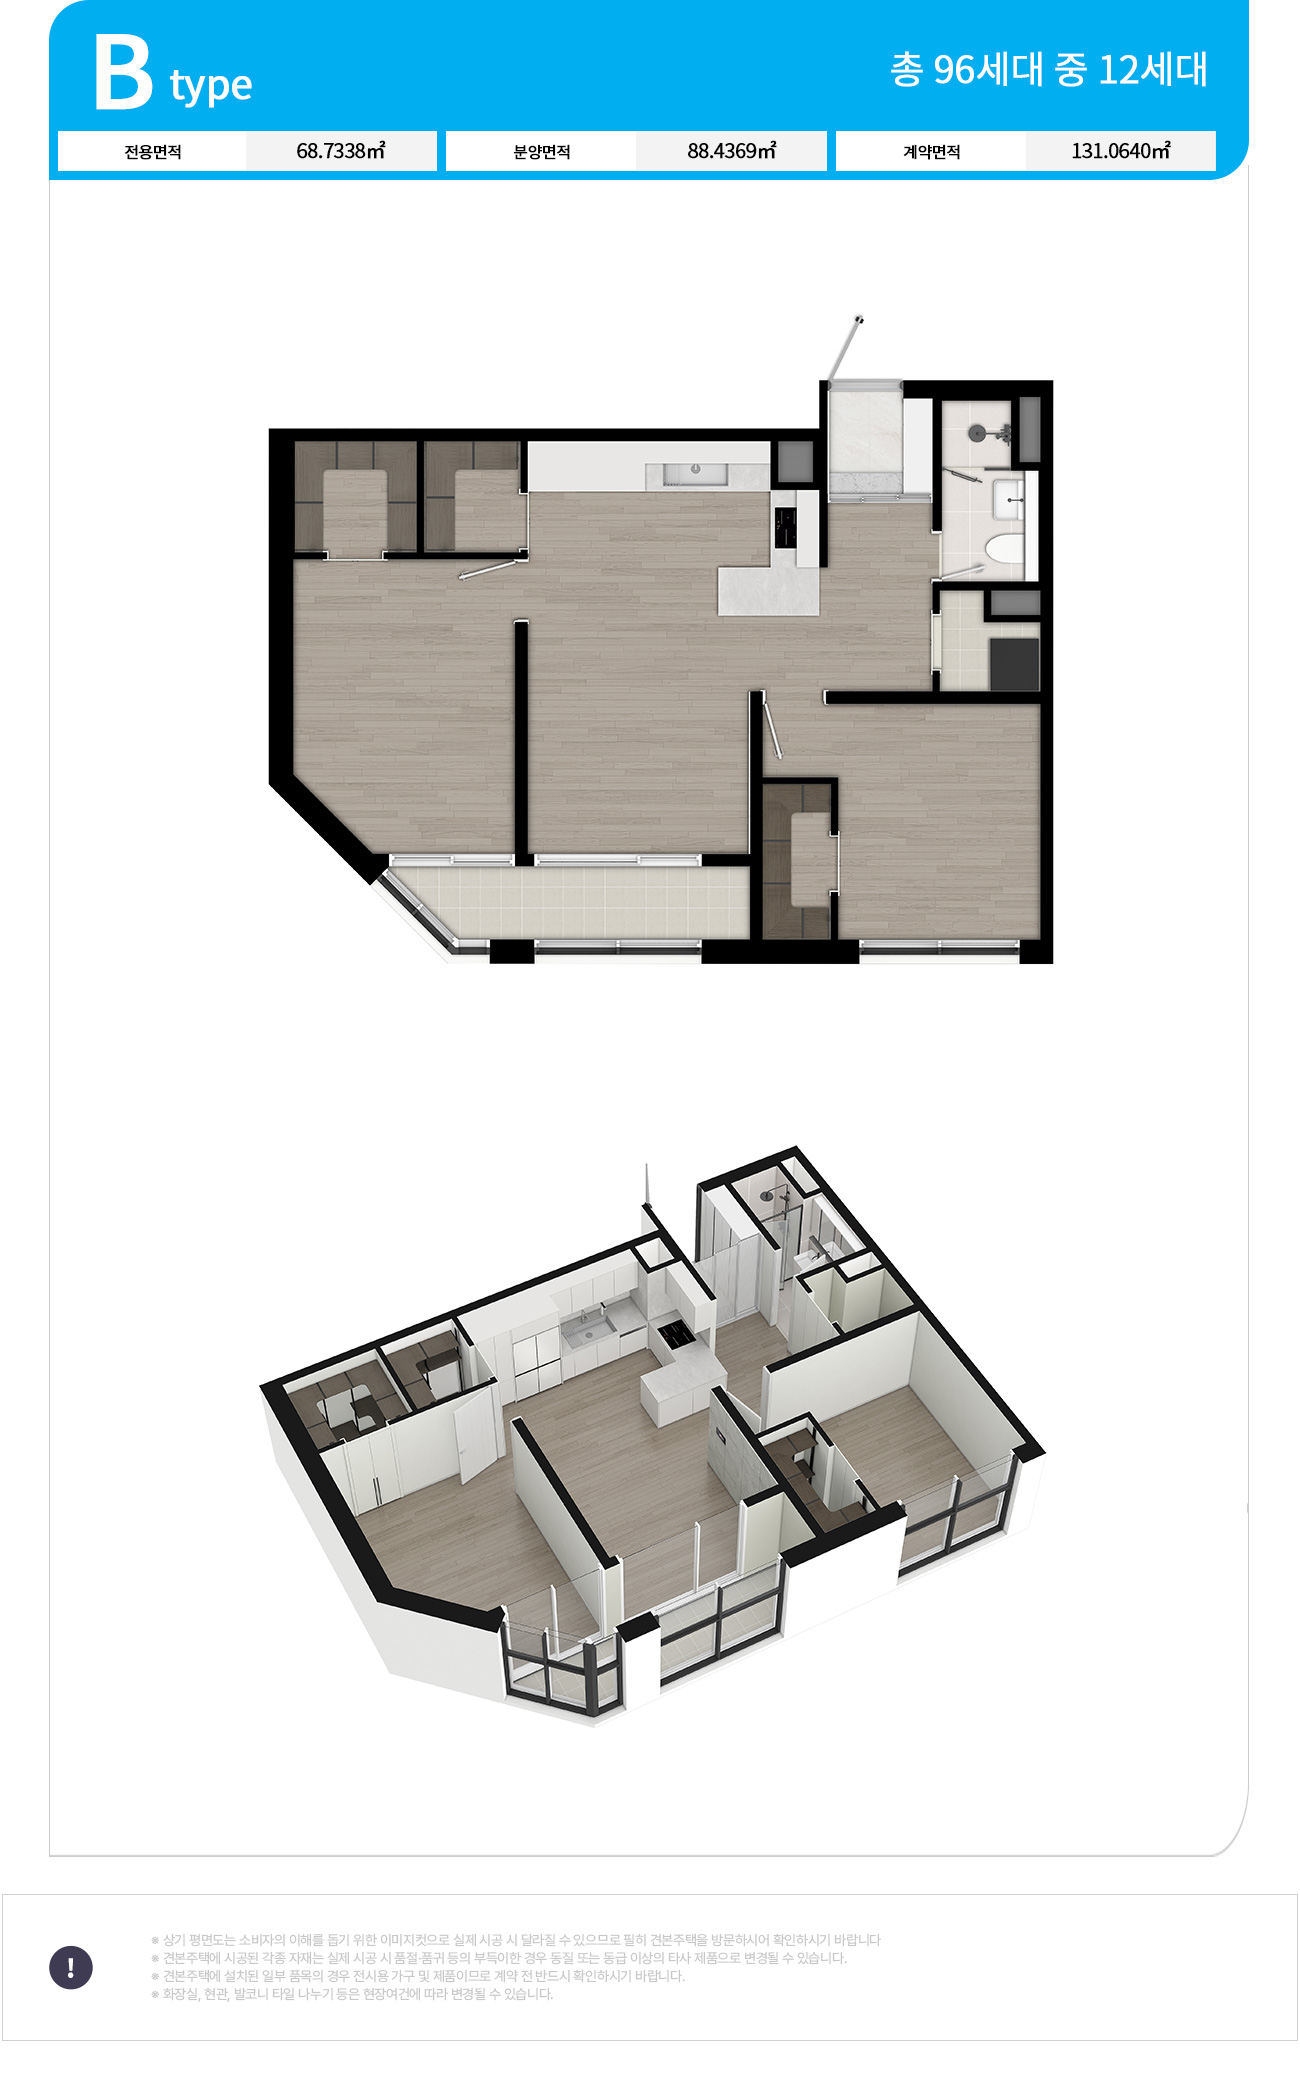 B type
총 96세대 중 12세대
전용면적 68.7338㎡ 분양면적 88.4369㎡ 계약면적 131.0640㎡
※ 상기 평면도는 소비자의 이해를 돕기 위한 이미지컷으로 실제 시공 시 달라질 수 있으므로 필히 견본주택을 방문하시어 확인하시기 바랍니다
※ 견본주택에 시공된 각종 자재는 실제 시공 시 품절·품귀 등의 부득이한 경우 동질 또는 동급 이상의 타사 제품으로 변경될 수 있습니다.
※ 견본주택에 설치된 일부 품목의 경우 전시용 가구 및 제품이므로 계약 전 반드시 확인하시기 바랍니다.
※ 화장실, 현관, 발코니 타일 나누기 등은 현장여건에 따라 변경될 수 있습니다.